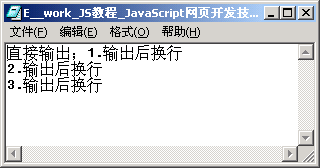 E__work_JS教程_JavaScript网页开发技...
文件(F) 编辑(E) 格式(O) 帮助(H)
直接输出；1.输出后换行
2.输出后换行
3.输出后换行